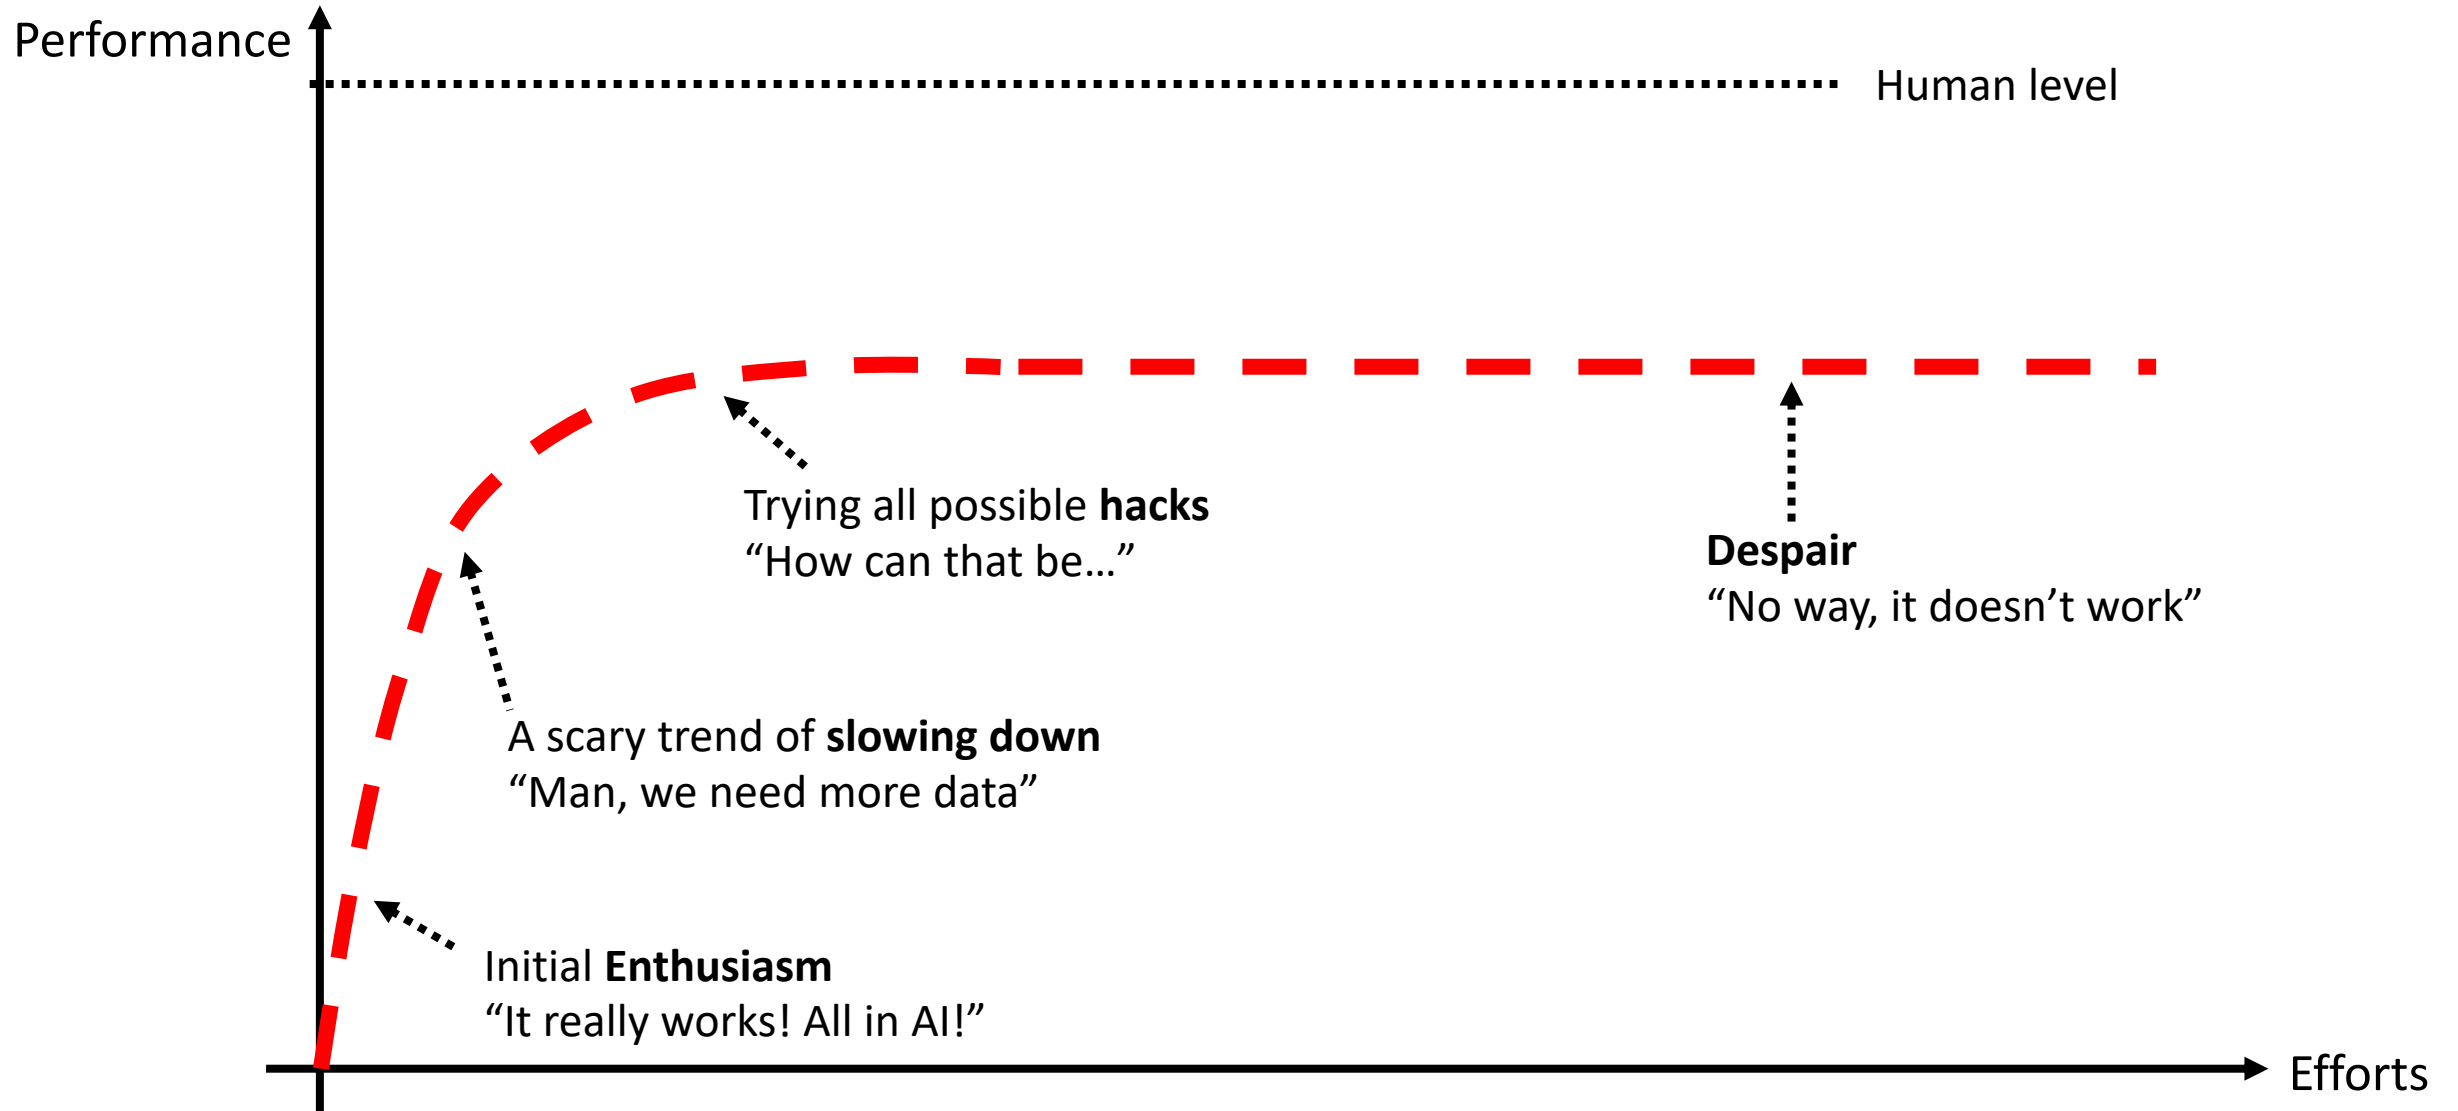 Performance
Human level
Trying all possible hacks
“How can that be…”
Despair
“No way, it doesn’t work”
A scary trend of slowing down
“Man, we need more data”
Initial Enthusiasm
“It really works! All in AI!”
Efforts